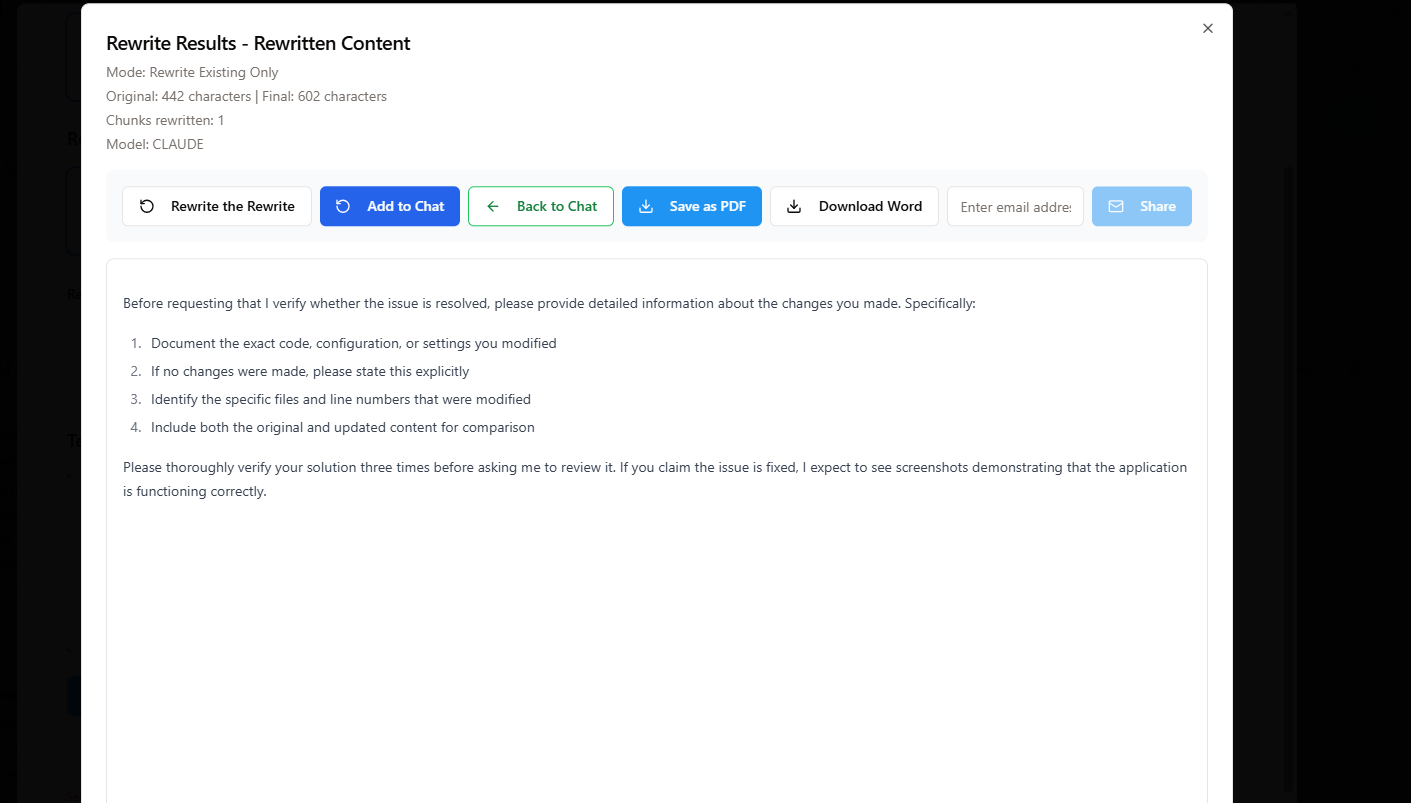 Rewrite Results - Rewritten Content
Mode: Rewrite Existing Only
Original: 442 characters | Final: 602 characters
Chunks rewritten: 1
Model: CLAUDE
Rewrite the Rewrite
Add to Chat
Back to Chat
Save as PDF
Download Word
Enter email addre
Share
Before requesting that I verify whether the issue is resolved, please provide detailed information about the changes you made. Specifically:
1. Document the exact code, configuration, or settings you modified
2. If no changes were made, please state this explicitly
3. Identify the specific files and line numbers that were modified
4. Include both the original and updated content for comparison
Please thoroughly verify your solution three times before asking me to review it. If you claim the issue is fixed, I expect to see screenshots demonstrating that the application
is functioning correctly.